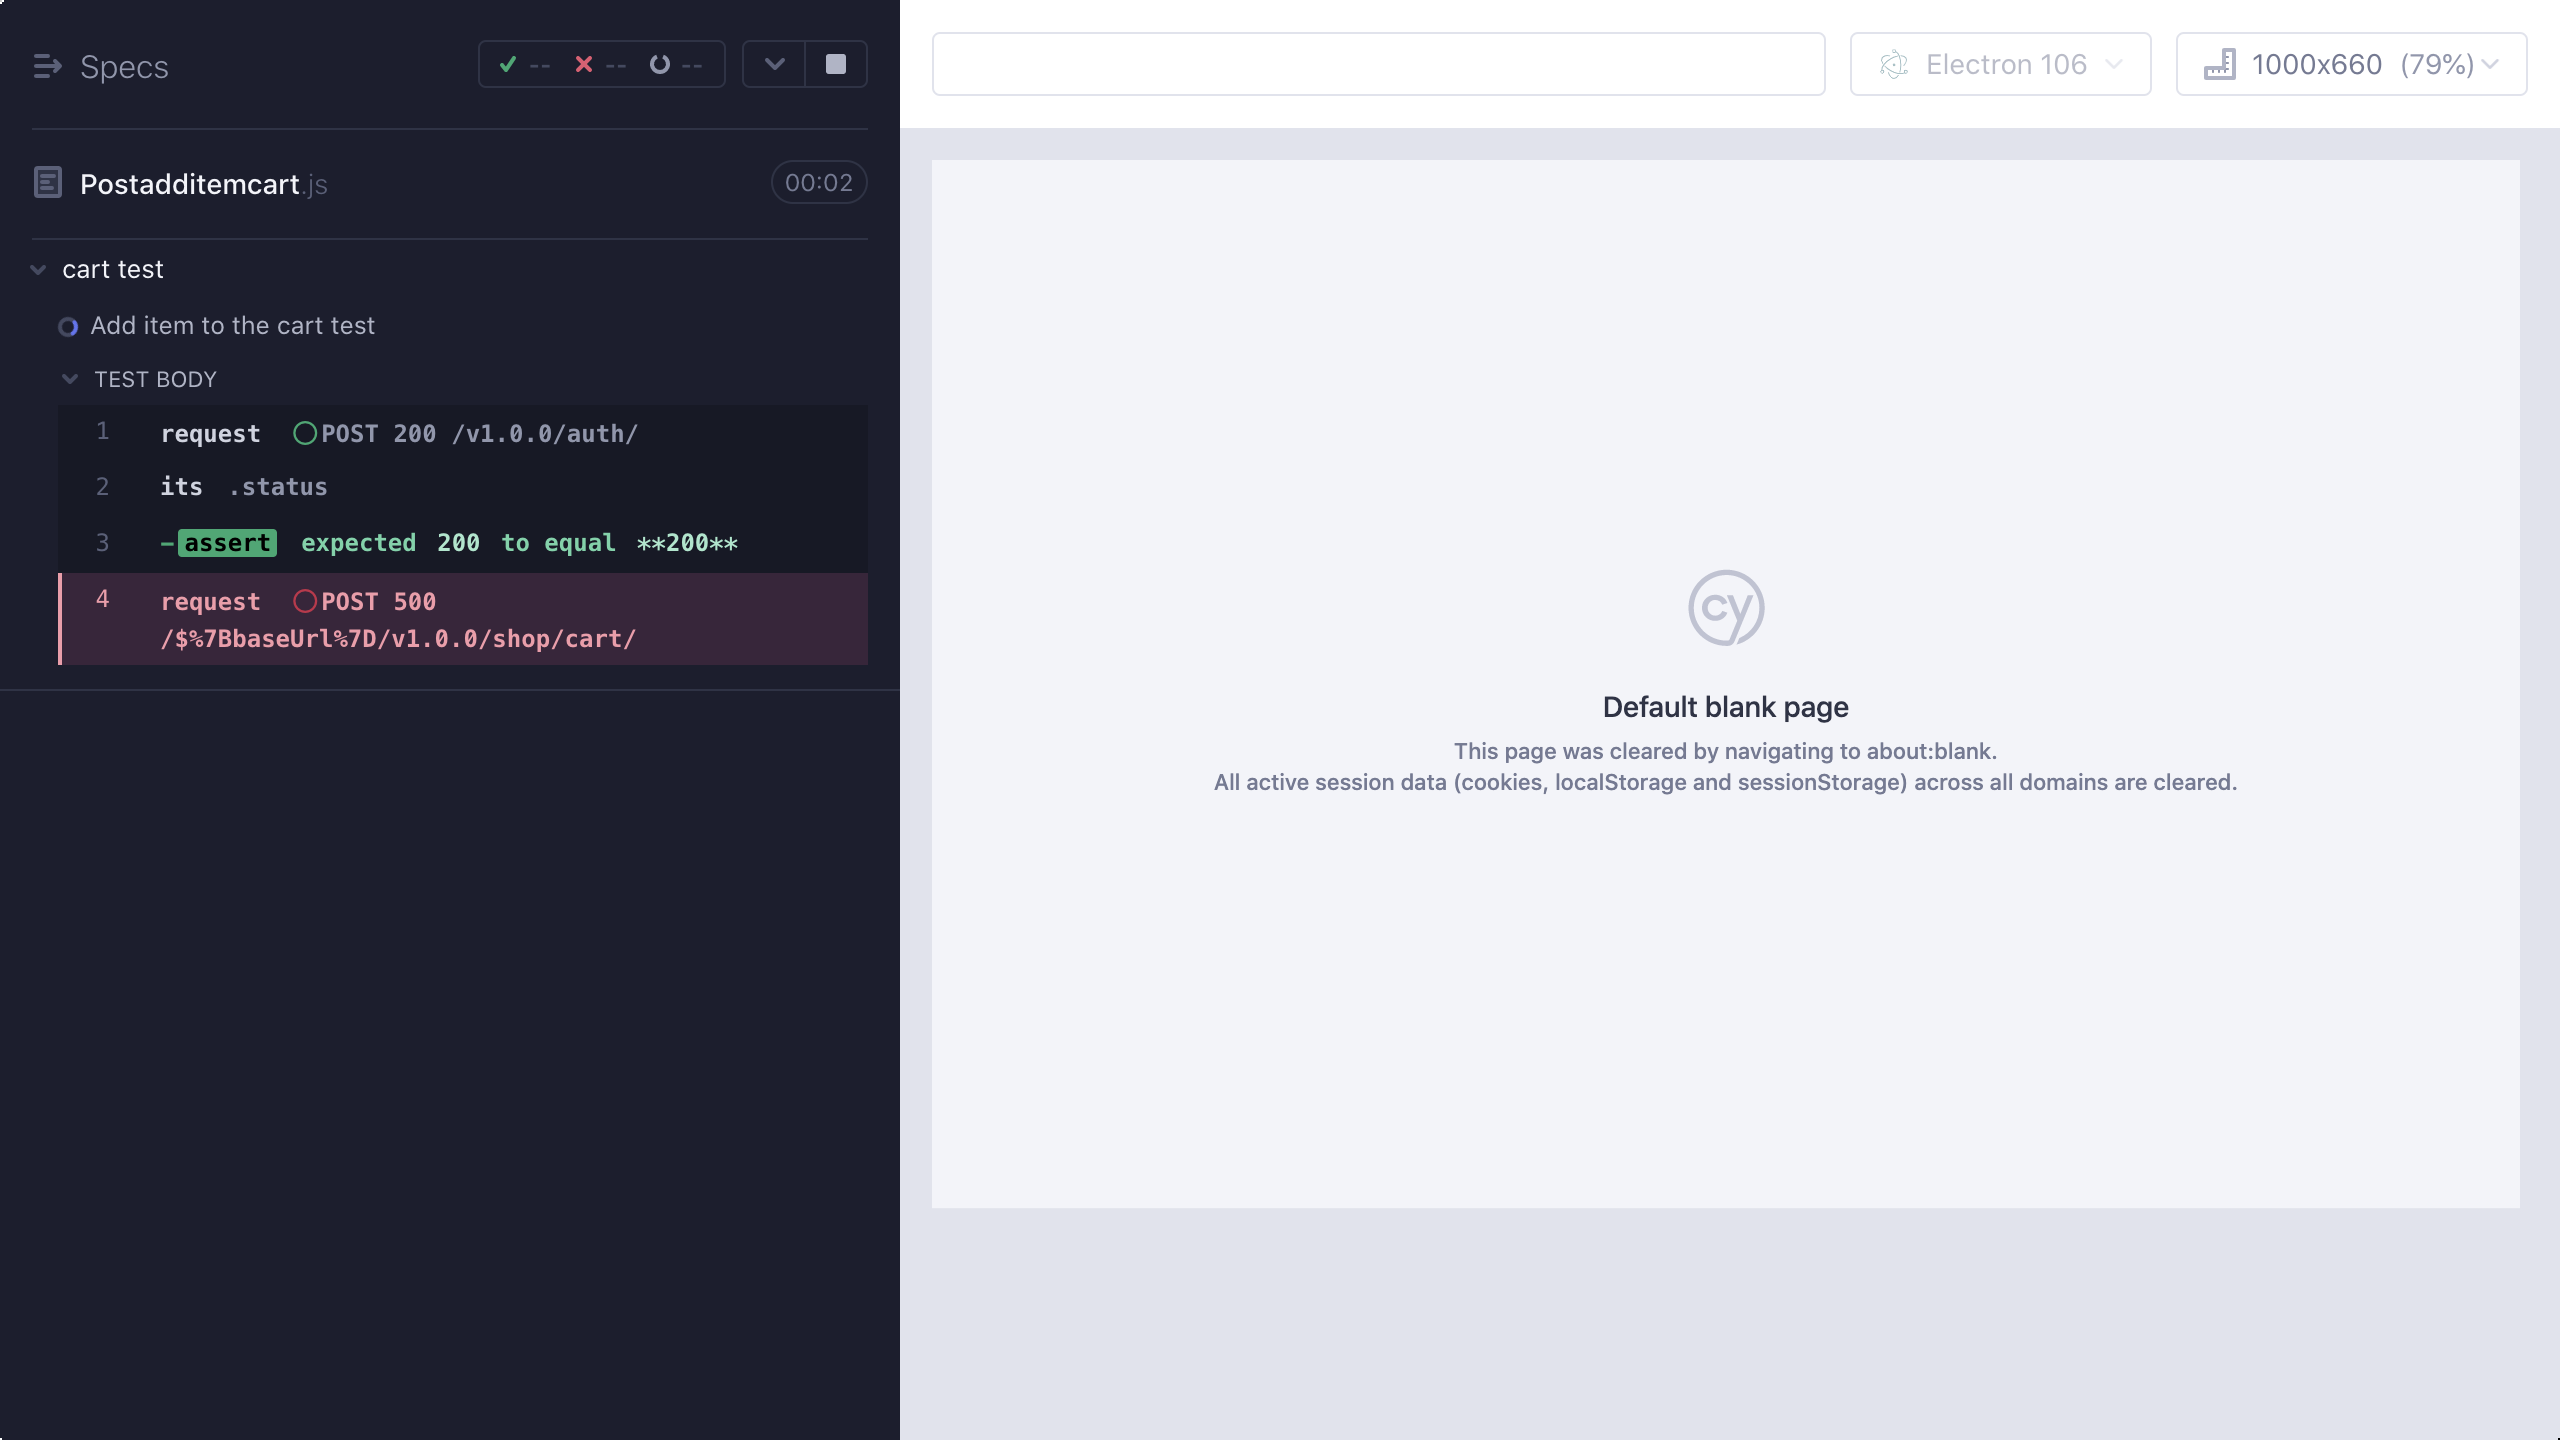 Specs
-- -- --
Postadditemcart.js
00:02
cart test
Add item to the cart test
TEST BODY
1 request POST 200 /v1.0.0/auth/
2 its .status
3 -assert expected 200 to equal **200**
4 request POST 500
/$%7BbaseUrl%7D/v1.0.0/shop/cart/
Electron 106
1000x660 (79%)
cy
Default blank page
This page was cleared by navigating to about:blank.
All active session data (cookies, localStorage and sessionStorage) across all domains are cleared.